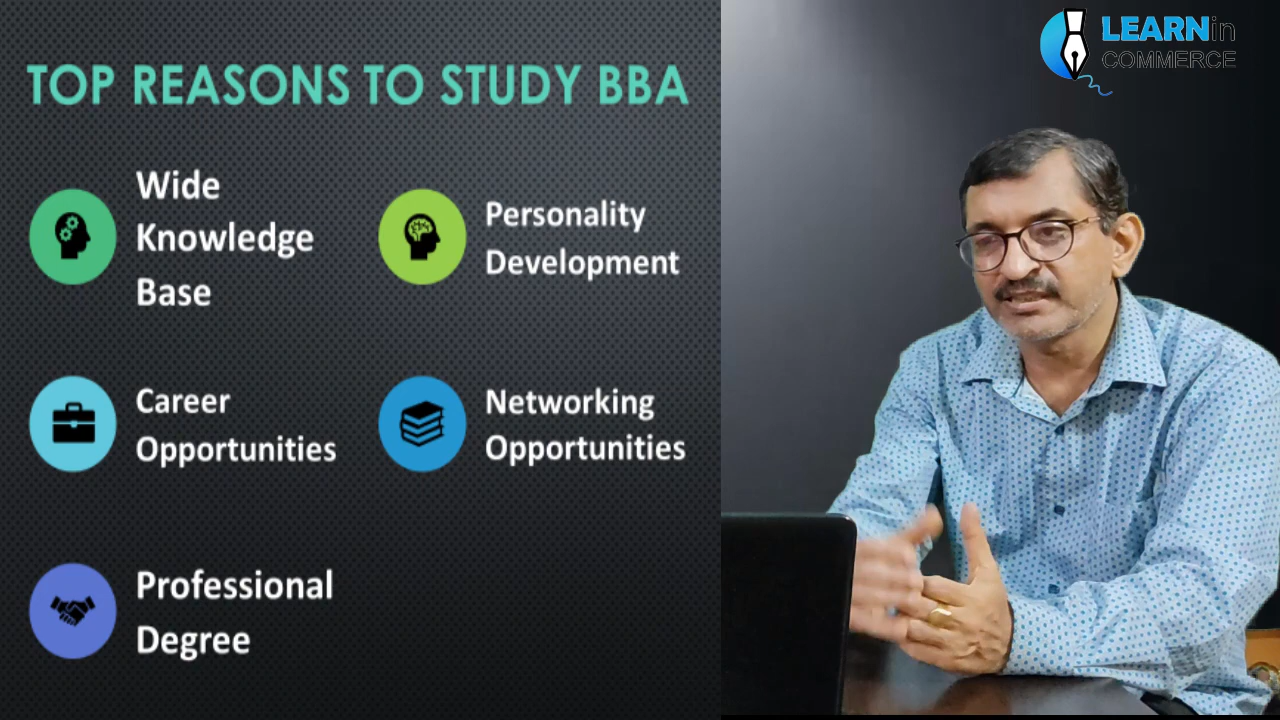 TOP REASONS TO STUDY BBA
Wide
Knowledge
Base
Personality
Development
Career
Opportunities
Networking
Opportunities
Professional
Degree
LEARNin
COMMERCE